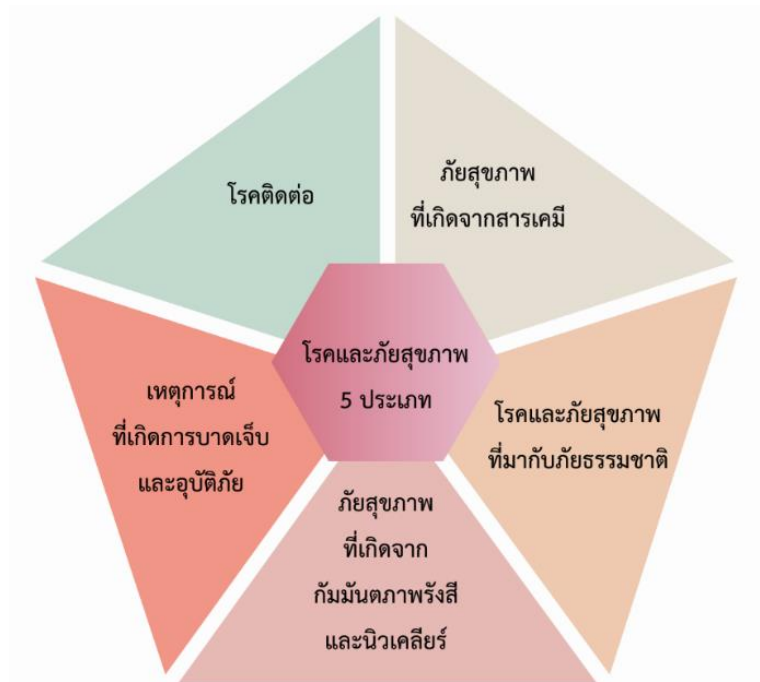 โรคติดต่อ
ภัยสุขภาพ
ที่เกิดจากสารเคมี
โรคและภัยสุขภาพ
5 ประเภท
เหตุการณ์
ที่เกิดการบาดเจ็บ
และอุบัติภัย
โรคและภัยสุขภาพ
ที่มากับภัยธรรมชาติ
ภัยสุขภาพ
ที่เกิดจาก
กัมมันตภาพรังสี
และนิวเคลียร์